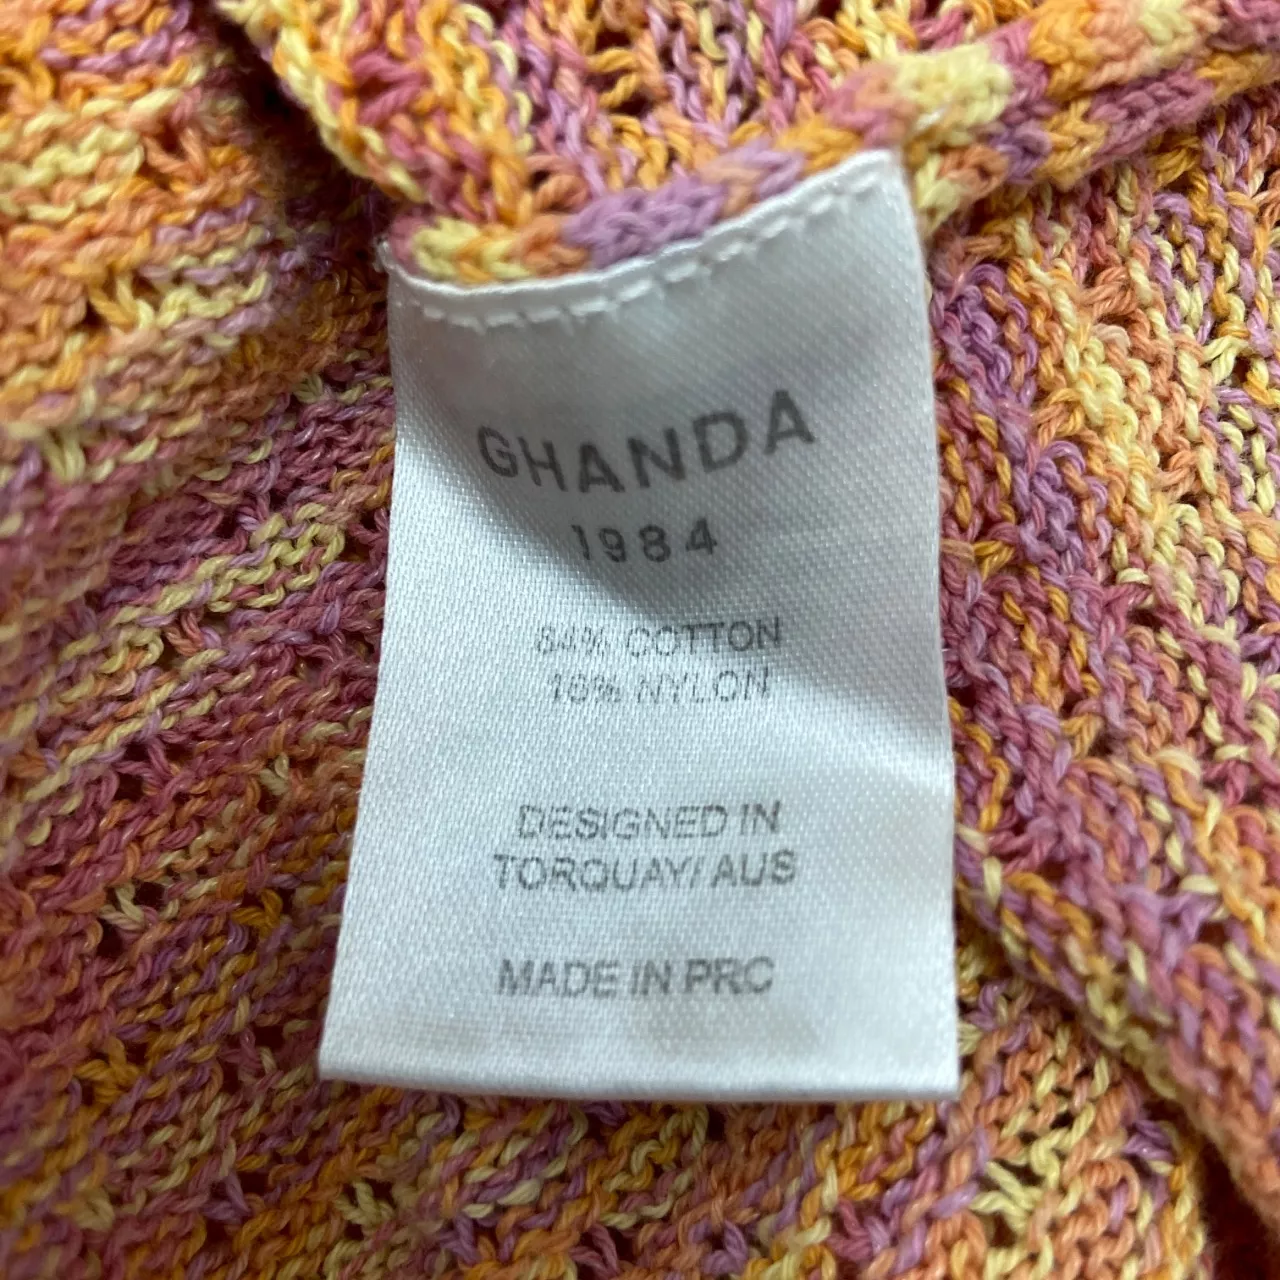 GHANDA
1984
84% COTTON
16% NYLON
DESIGNED IN
TORQUAY/ AUS
MADE IN PRC